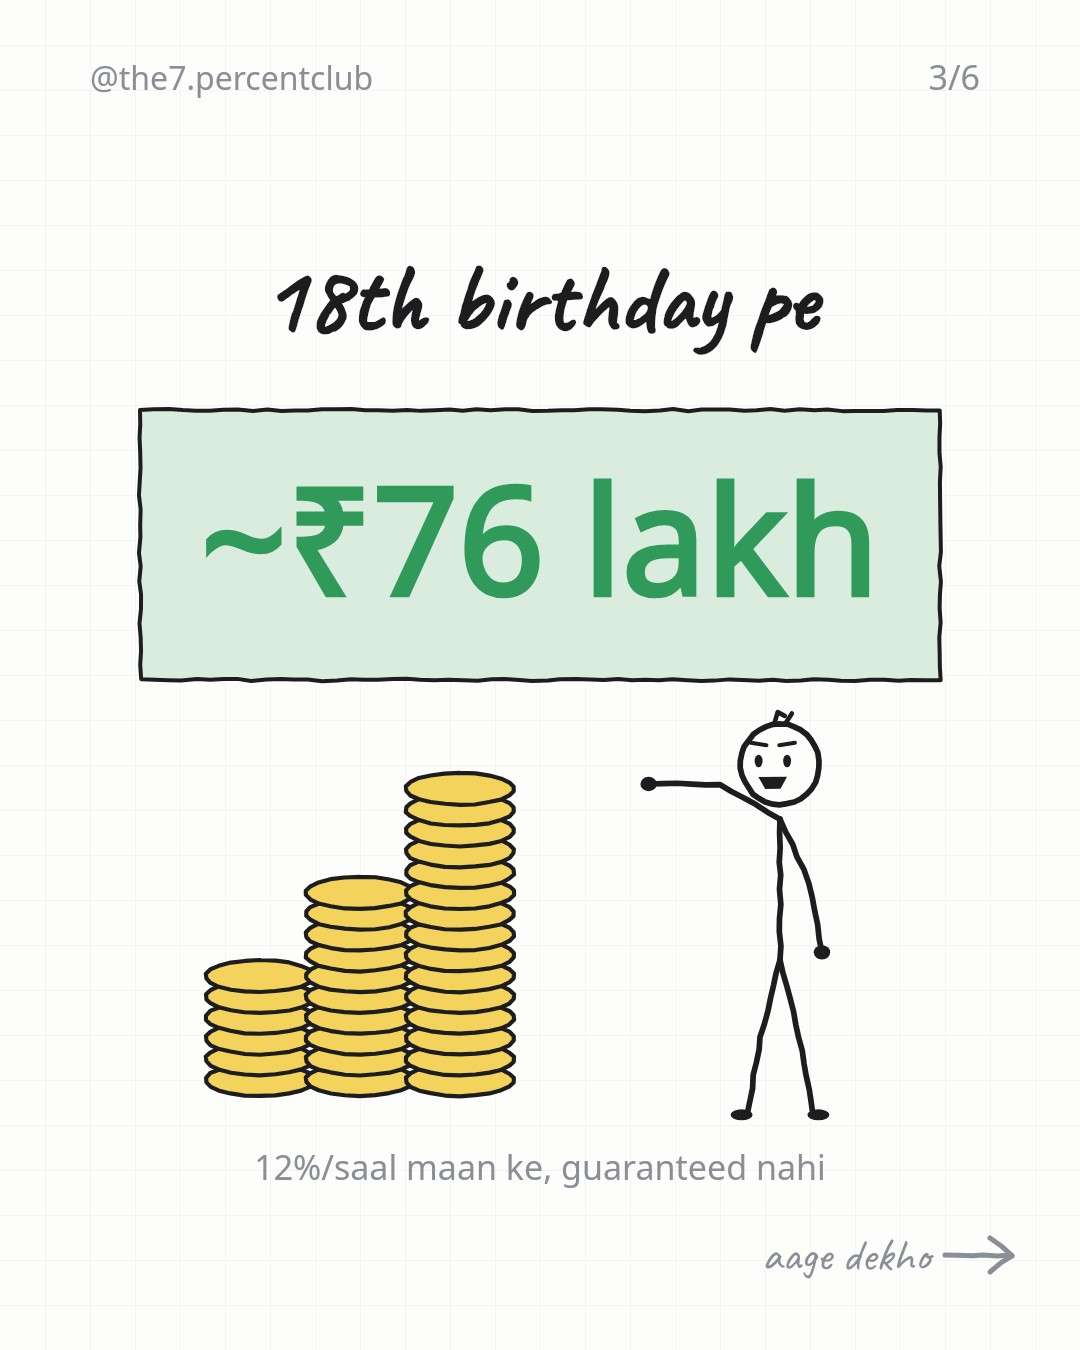 @the7.percentclub
3/6
18th birthday pe
~₹76 lakh
12%/saal maan ke, guaranteed nahi
aage dekho